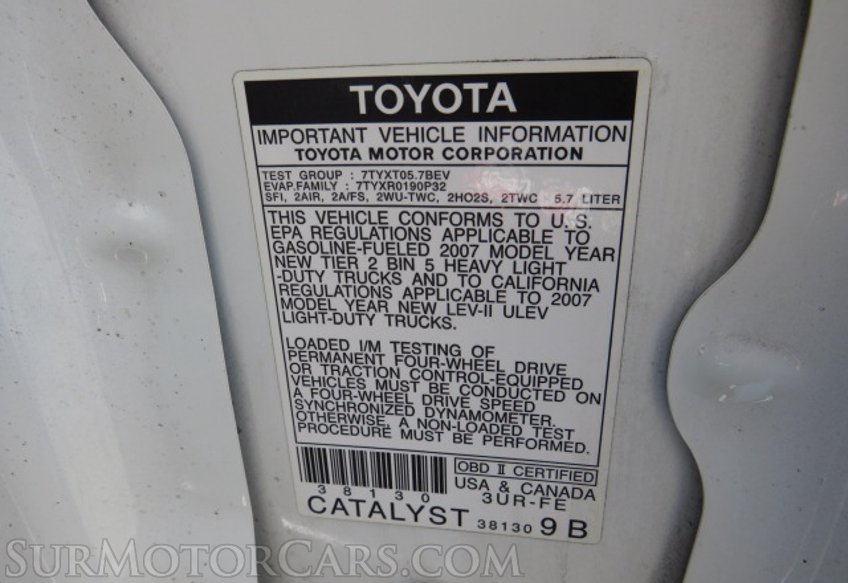 TOYOTA
IMPORTANT VEHICLE INFORMATION
TOYOTA MOTOR CORPORATION
TEST GROUP : 7TYXT05.7BEV
EVAP.FAMILY : 7TYXR0190P32
SFI, 2AIR, 2A/FS, 2WU-TWC, 2HO2S, 2TWC 5.7 LITER
THIS VEHICLE CONFORMS TO U.S.
EPA REGULATIONS APPLICABLE TO
GASOLINE-FUELED 2007 MODEL YEAR
NEW TIER 2 BIN 5 HEAVY LIGHT
-DUTY TRUCKS AND TO CALIFORNIA
REGULATIONS APPLICABLE TO 2007
MODEL YEAR NEW LEV-II ULEV
LIGHT-DUTY TRUCKS.
LOADED I/M TESTING OF
PERMANENT FOUR-WHEEL DRIVE
OR TRACTION CONTROL-EQUIPPED
VEHICLES MUST BE CONDUCTED ON
A FOUR-WHEEL DRIVE SPEED
SYNCHRONIZED DYNAMOMETER.
OTHERWISE, A NON-LOADED TEST
PROCEDURE MUST BE PERFORMED.
38130
OBD II CERTIFIED
USA & CANADA
3UR-FE
CATALYST 38130 9 B
SURMOTORCARS.COM